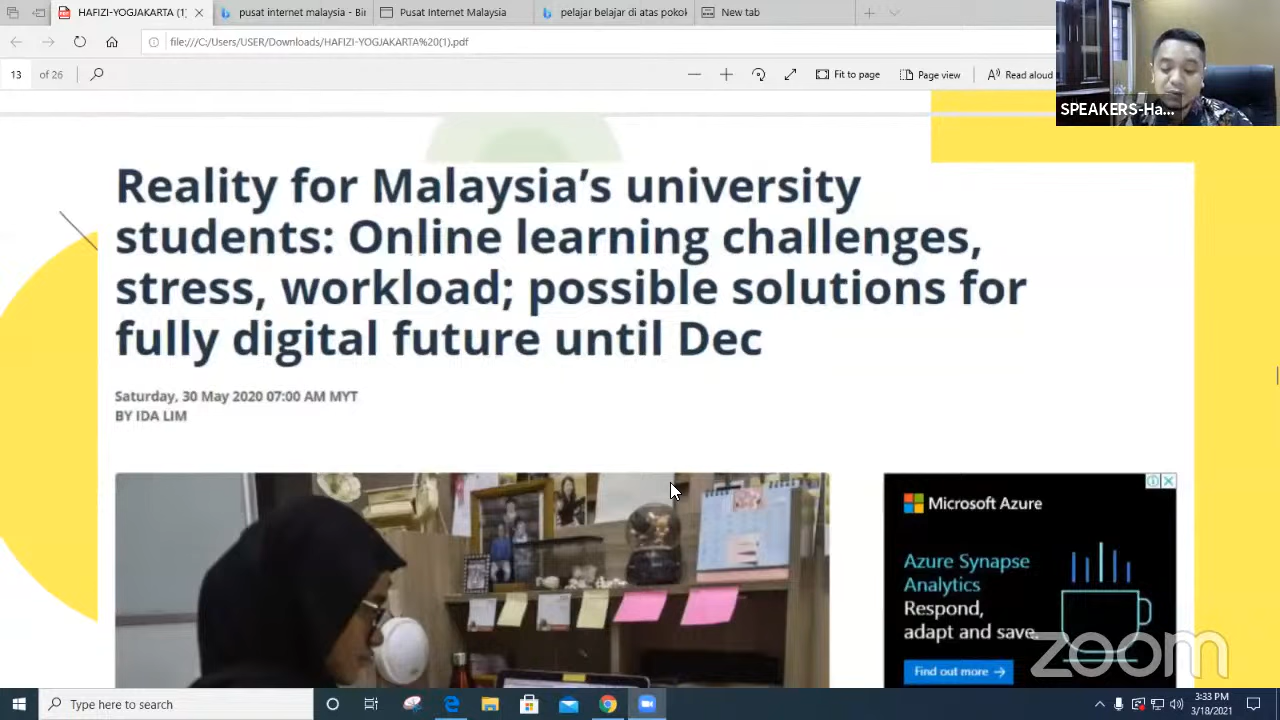 HAFIZI-YOGJAKARTA (1)
pusat internet malaysia - Bi
Pusat Internet Malaysia
pelajar belajar di atas pokok
New tab
file:///C:/Users/USER/Downloads/HAFIZI-YOGJAKARTA%20(1).pdf
13 of 26
Fit to page
Page view
Read aloud
SPEAKERS-Ha...
Reality for Malaysia’s university
students: Online learning challenges,
stress, workload; possible solutions for
fully digital future until Dec
Saturday, 30 May 2020 07:00 AM MYT
BY IDA LIM
Microsoft Azure
Azure Synapse
Analytics
Respond,
adapt and save.
Find out more →
zoom
Type here to search
3:33 PM
3/18/2021